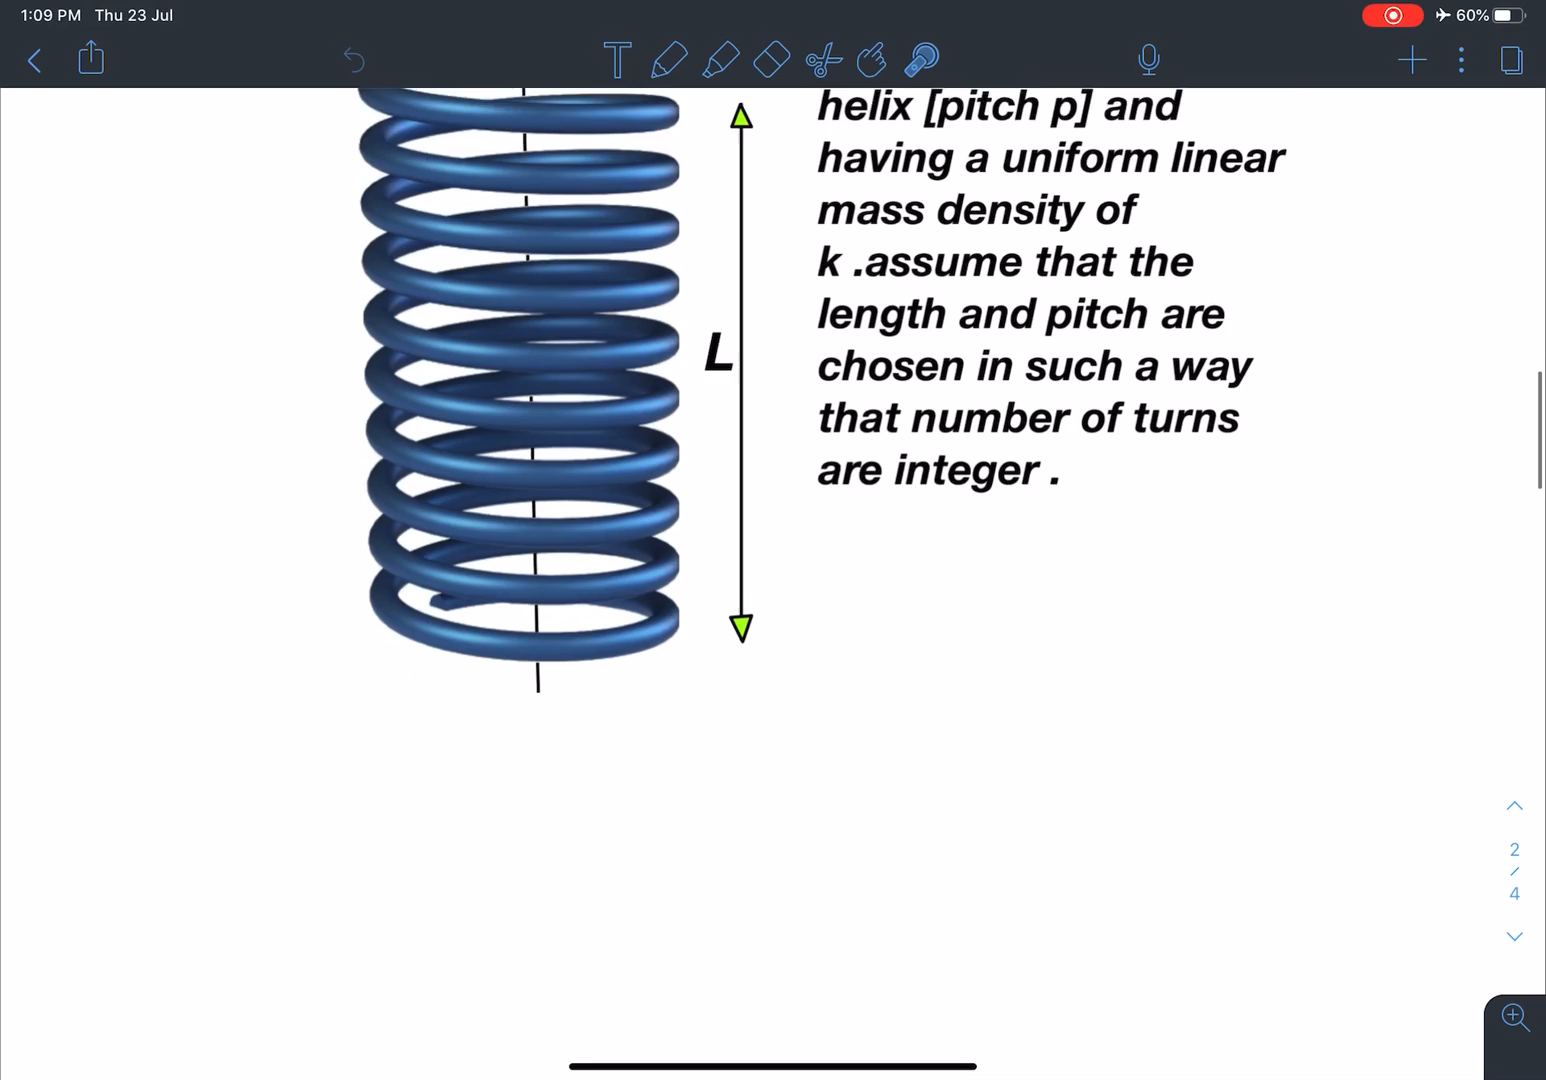 1:09 PM Thu 23 Jul
60%
helix [pitch p] and
having a uniform linear
mass density of
k .assume that the
length and pitch are
chosen in such a way
that number of turns
are integer .
L
2
/
4